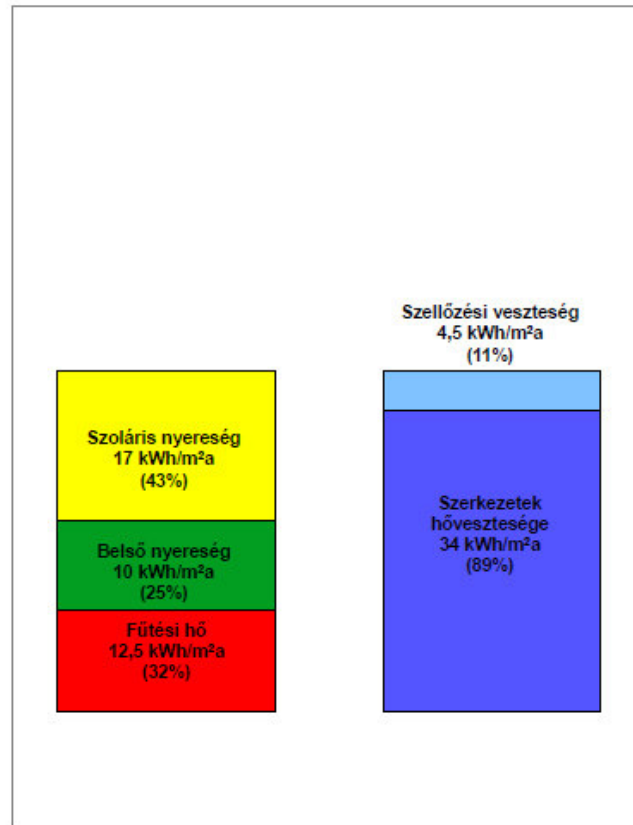 Szellőzési veszteség
4,5 kWh/m²a
(11%)
Szoláris nyereség
17 kWh/m²a
(43%)
Belső nyereség
10 kWh/m²a
(25%)
Fűtési hő
12,5 kWh/m²a
(32%)
Szerkezetek
hővesztesége
34 kWh/m²a
(89%)